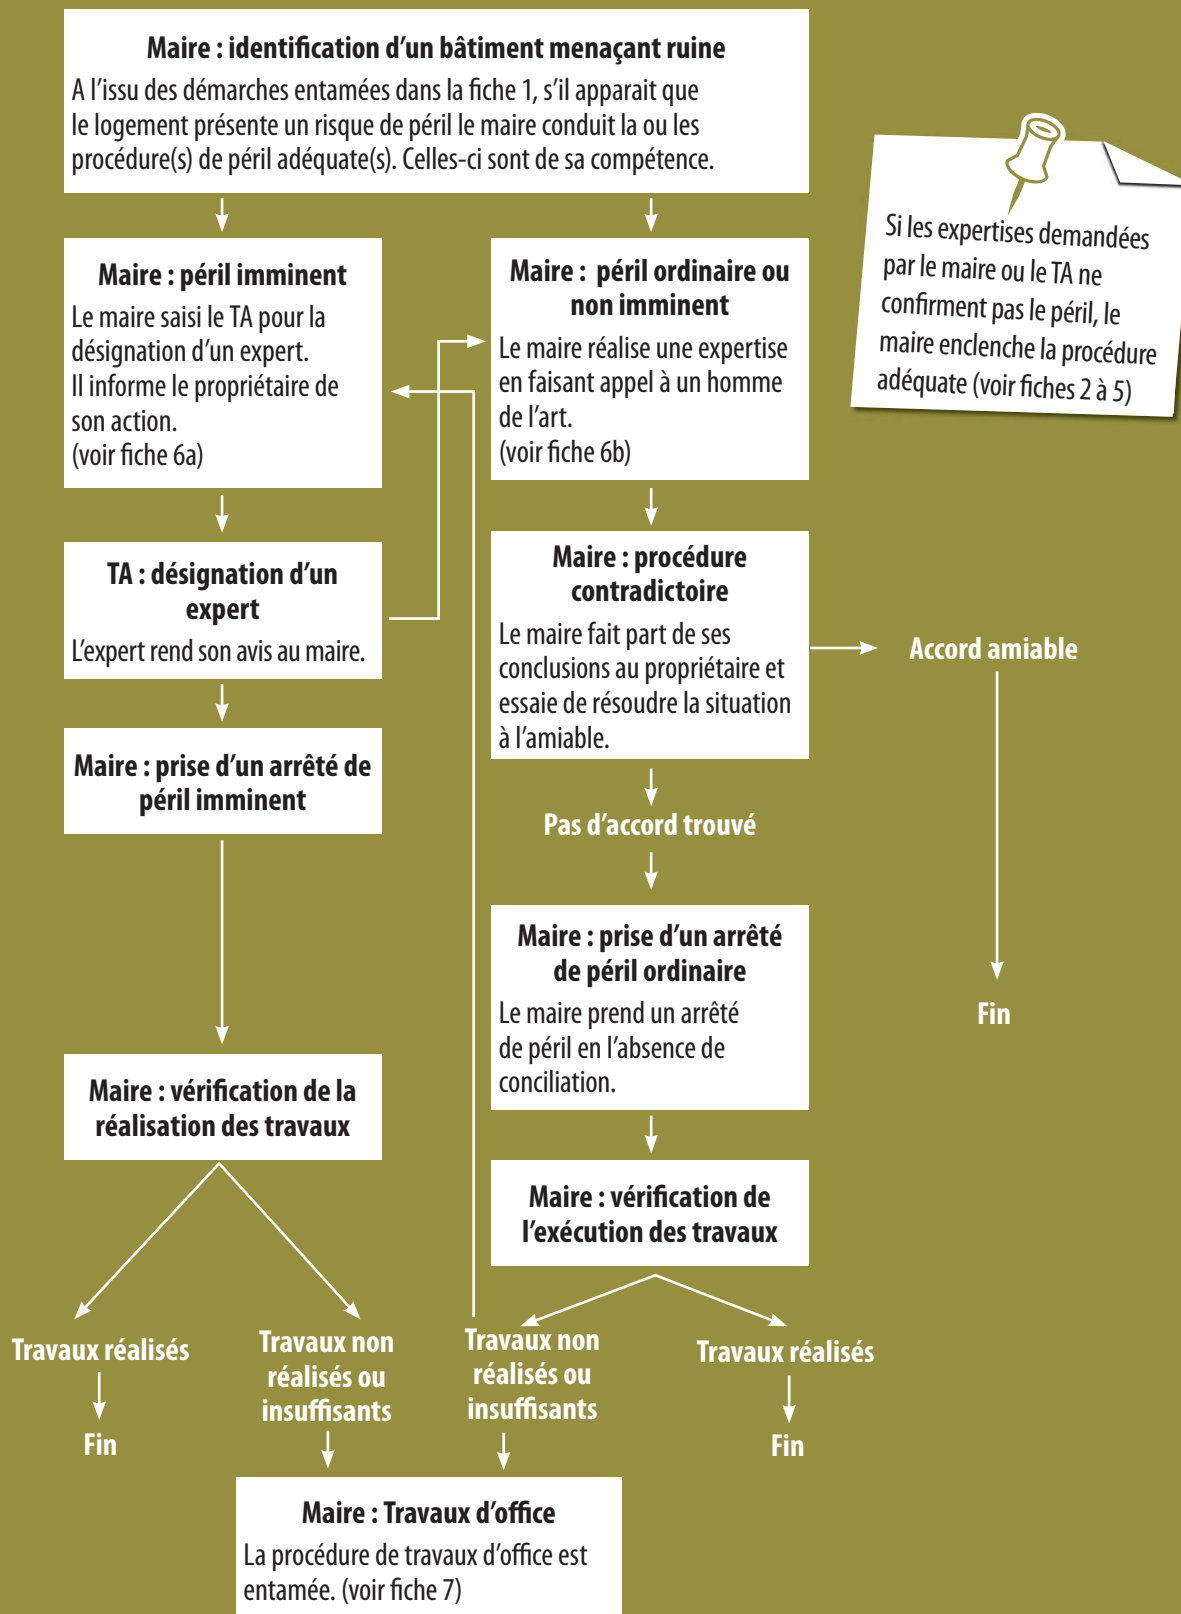 Maire : identification d’un bâtiment menaçant ruine
A l’issu des démarches entamées dans la fiche 1, s’il apparait que
le logement présente un risque de péril le maire conduit la ou les
procédure(s) de péril adéquate(s). Celles-ci sont de sa compétence.
Si les expertises demandées
par le maire ou le TA ne
confirment pas le péril, le
maire enclenche la procédure
adéquate (voir fiches 2 à 5)
Maire : péril imminent
Le maire saisi le TA pour la
désignation d’un expert.
Il informe le propriétaire de
son action.
(voir fiche 6a)
Maire : péril ordinaire ou
non imminent
Le maire réalise une expertise
en faisant appel à un homme
de l’art.
(voir fiche 6b)
TA : désignation d’un
expert
L’expert rend son avis au maire.
Maire : procédure
contradictoire
Le maire fait part de ses
conclusions au propriétaire et
essaie de résoudre la situation
à l’amiable.
Accord amiable
Fin
Maire : prise d’un arrêté de
péril imminent
Pas d’accord trouvé
Maire : prise d’un arrêté
de péril ordinaire
Le maire prend un arrêté
de péril en l’absence de
conciliation.
Maire : vérification de la
réalisation des travaux
Maire : vérification de
l’exécution des travaux
Travaux réalisés
Fin
Travaux non
réalisés ou
insuffisants
Travaux non
réalisés ou
insuffisants
Travaux réalisés
Fin
Maire : Travaux d’office
La procédure de travaux d’office est
entamée. (voir fiche 7)